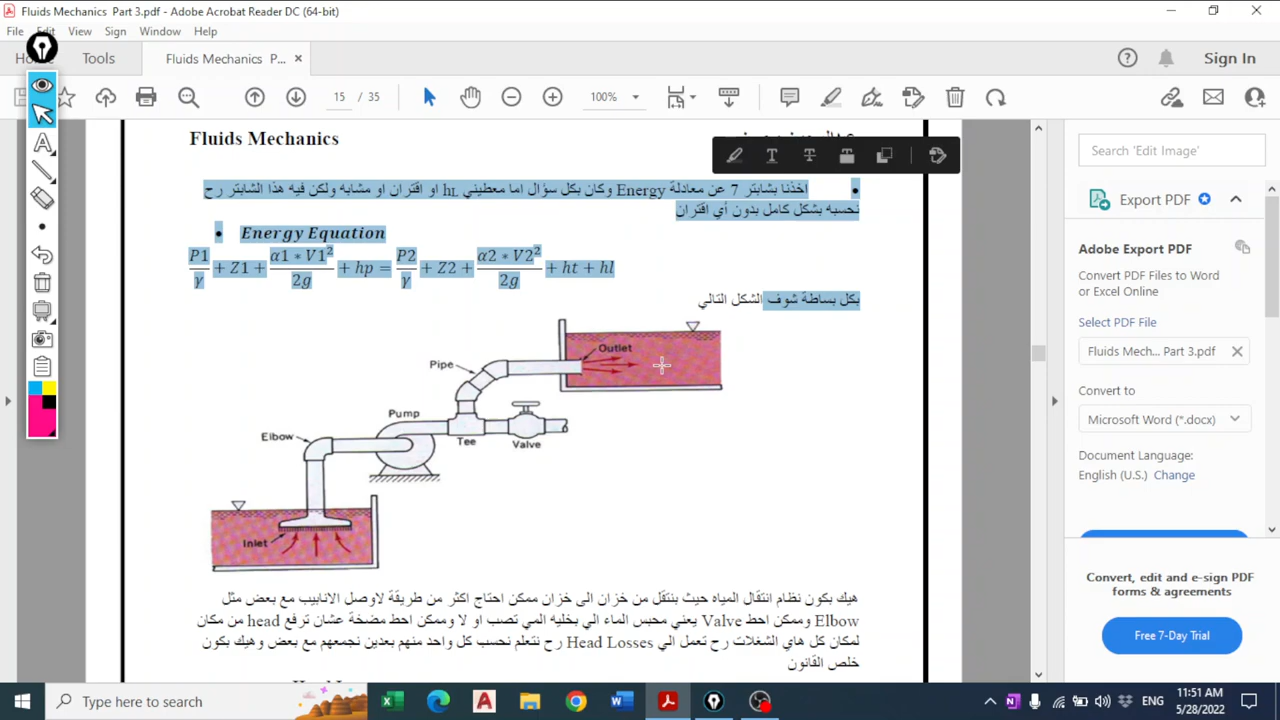 Fluids Mechanics Part 3.pdf - Adobe Acrobat Reader DC (64-bit)
File Edit View Sign Window Help
Tools
Fluids Mechanics P...
Sign In
15 / 35
100%
Fluids Mechanics
• اخذنا بشابتر 7 عن معادلة Energy وكان بكل سؤال اما معطيني hL او اقتران او مشابه ولكن فيه هذا الشابتر رح
نحسبه بشكل كامل بدون أي اقتران
• Energy Equation
P1/γ + Z1 + α1 ∗ V1²/2g + hp = P2/γ + Z2 + α2 ∗ V2²/2g + ht + hl
بكل بساطة شوف الشكل التالي
Outlet
Pipe
Pump
Elbow
Tee
Valve
Inlet
هيك بكون نظام انتقال المياه حيث بنتقل من خزان الى خزان ممكن احتاج اكثر من طريقة لاوصل الانابيب مع بعض مثل
Elbow وممكن احط Valve يعني محبس الماء الي بخليه المي تصب او لا وممكن احط مضخة عشان ترفع head من مكان
لمكان كل هاي الشغلات رح تعمل الي Head Losses رح نتعلم نحسب كل واحد منهم بعدين نجمعهم مع بعض وهيك بكون
خلص القانون
Search 'Edit Image'
Export PDF
Adobe Export PDF
Convert PDF Files to Word
or Excel Online
Select PDF File
Fluids Mech... Part 3.pdf
Convert to
Microsoft Word (*.docx)
Document Language:
English (U.S.) Change
Convert, edit and e-sign PDF
forms & agreements
Free 7-Day Trial
Type here to search
ENG
11:51 AM
5/28/2022